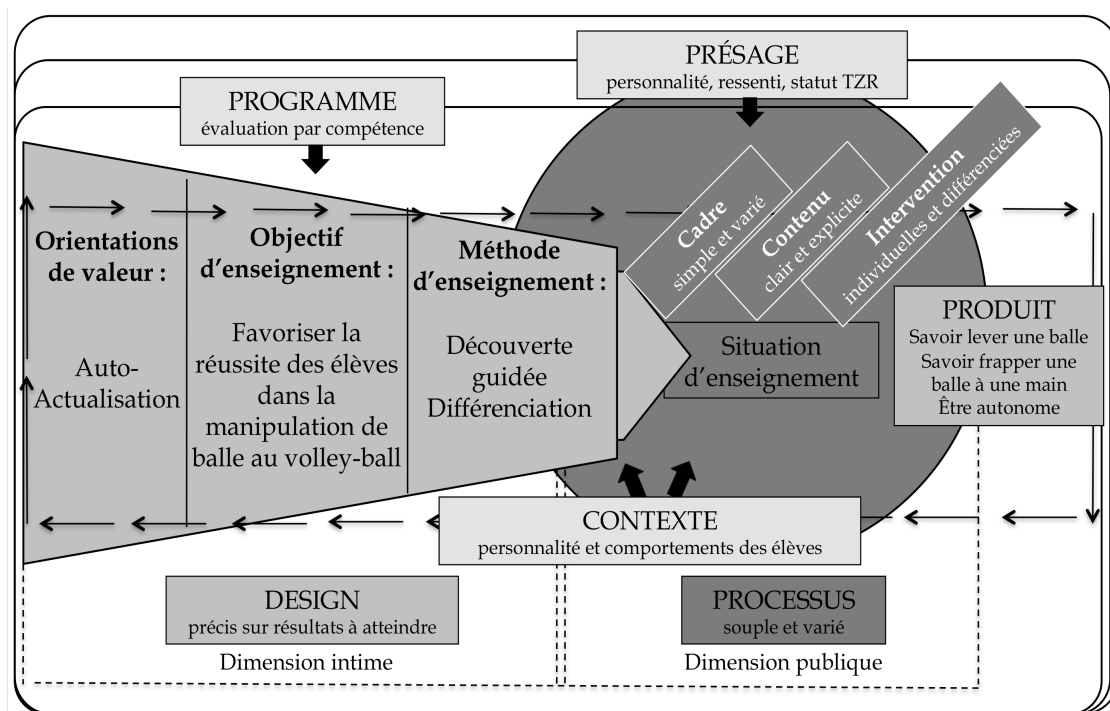 PRÉSAGE
personnalité, ressenti, statut TZR
PROGRAMME
évaluation par compétence
Orientations
de valeur :
Auto-
Actualisation
Objectif
d’enseignement :
Favoriser la
réussite des élèves
dans la
manipulation de
balle au volley-ball
Méthode
d’enseignement :
Découverte
guidée
Différenciation
Cadre
simple et varié
Contenu
clair et explicite
Intervention
individuelles et différenciées
Situation
d’enseignement
PRODUIT
Savoir lever une balle
Savoir frapper une
balle à une main
Être autonome
CONTEXTE
personnalité et comportements des élèves
DESIGN
précis sur résultats à atteindre
Dimension intime
PROCESSUS
souple et varié
Dimension publique